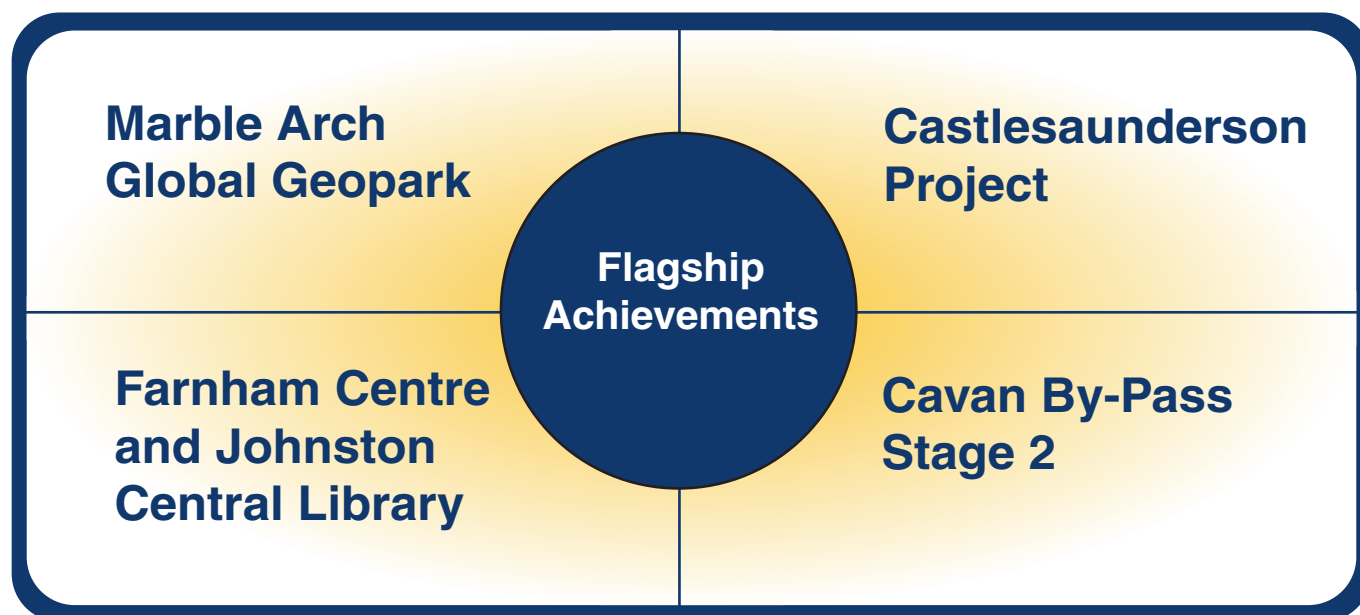 Marble Arch
Global Geopark
Castlesaunderson
Project
Flagship
Achievements
Farnham Centre
and Johnston
Central Library
Cavan By-Pass
Stage 2